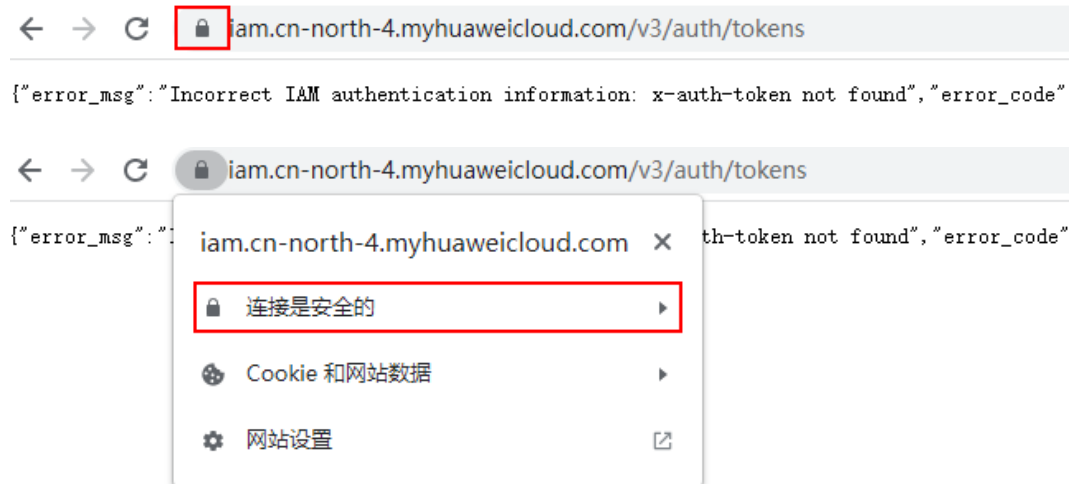 iam.cn-north-4.myhuaweicloud.com/v3/auth/tokens
{"error_msg":"Incorrect IAM authentication information: x-auth-token not found","error_code"
iam.cn-north-4.myhuaweicloud.com/v3/auth/tokens
{"error_msg":" th-token not found","error_code"
iam.cn-north-4.myhuaweicloud.com
连接是安全的
Cookie 和网站数据
网站设置